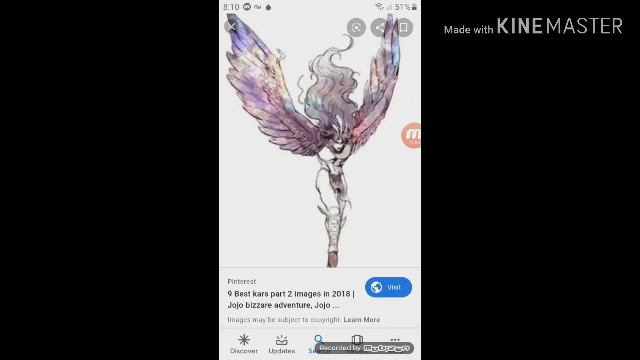 8:10
51%
Made with KINEMASTER
Pinterest
Visit
9 Best kars part 2 images in 2018 |
Jojo bizzare adventure, Jojo ...
Images may be subject to copyright. Learn More
Discover
Updates
Recorded by